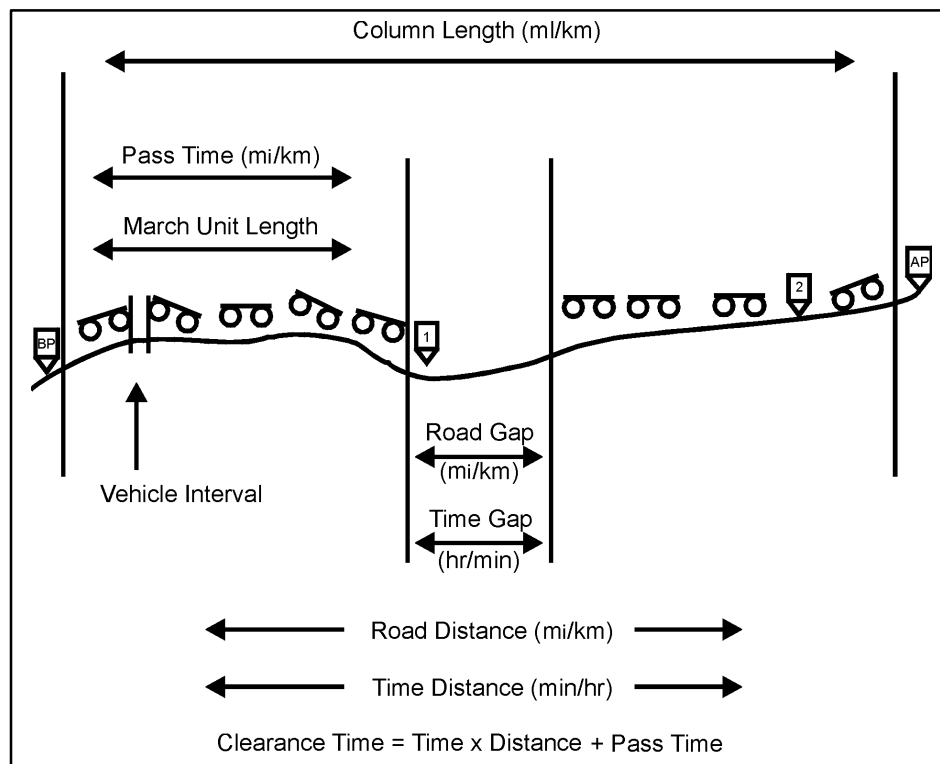 Column Length (ml/km)
Pass Time (mi/km)
March Unit Length
BP
1
2
AP
Vehicle Interval
Road Gap
(mi/km)
Time Gap
(hr/min)
Road Distance (mi/km)
Time Distance (min/hr)
Clearance Time = Time x Distance + Pass Time